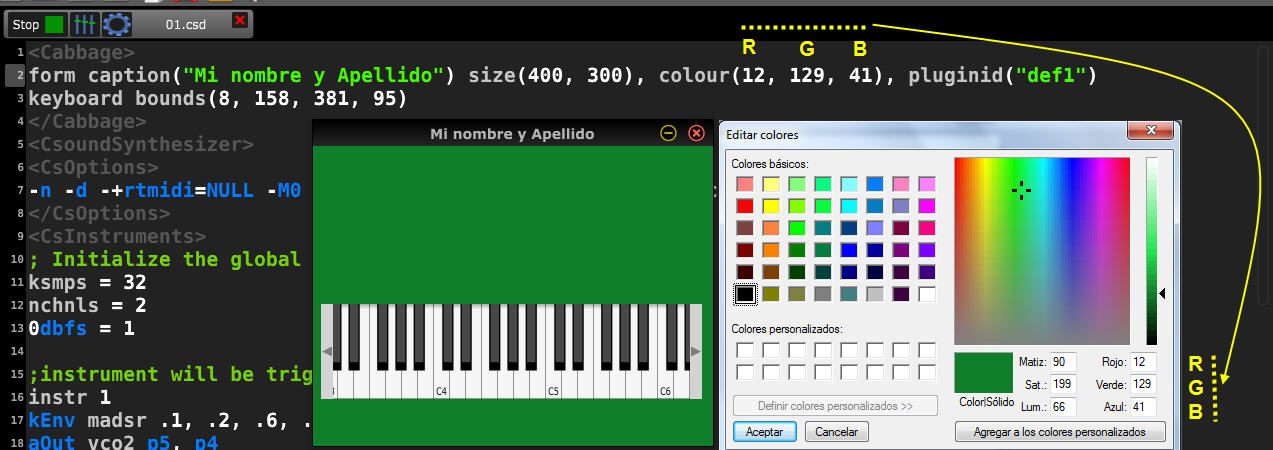 Stop 01.csd
R G B
1 <Cabbage>
2 form caption("Mi nombre y Apellido") size(400, 300), colour(12, 129, 41), pluginid("def1")
3 keyboard bounds(8, 158, 381, 95)
4 </Cabbage>
5 <CsoundSynthesizer>
6 <CsOptions>
7 -n -d -+rtmidi=NULL -M0
8 </CsOptions>
9 <CsInstruments>
10 ; Initialize the global
11 ksmps = 32
12 nchnls = 2
13 0dbfs = 1
14
15 ;instrument will be trig
16 instr 1
17 kEnv madsr .1, .2, .6, .
18 aOut vco2 p5, p4
Mi nombre y Apellido
C4 C5 C6
Editar colores
Colores básicos:
Colores personalizados:
Definir colores personalizados >>
Aceptar Cancelar
Color|Sólido
Matiz: 90 Rojo: 12
Sat.: 199 Verde: 129
Lum.: 66 Azul: 41
Agregar a los colores personalizados
R
G
B